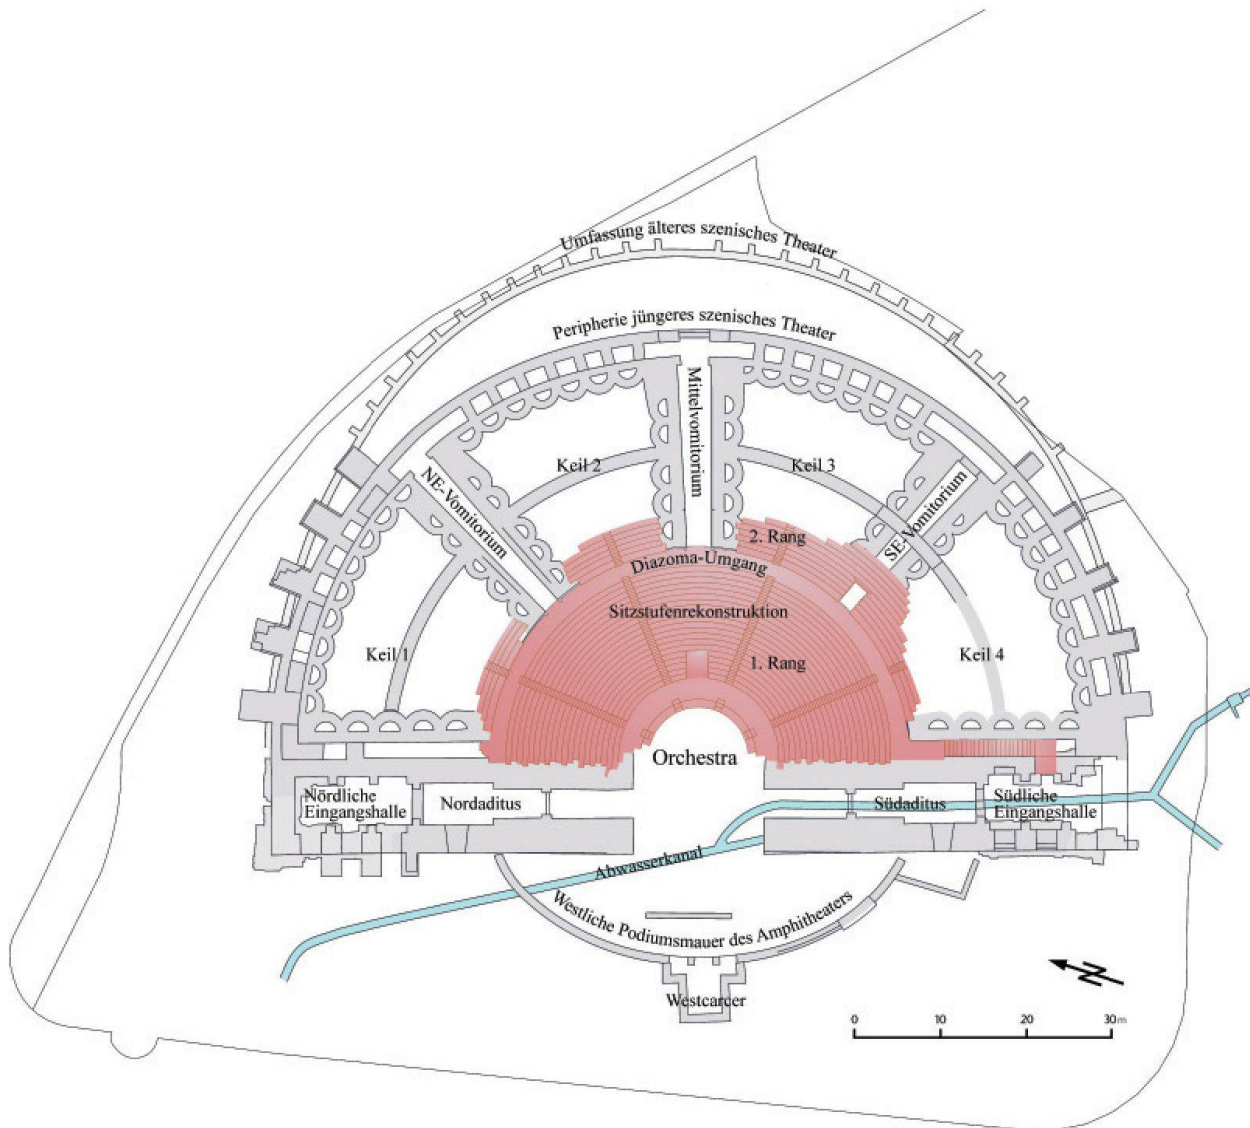 Umfassung älteres szenisches Theater
Peripherie jüngeres szenisches Theater
Mittelvomitorium
Keil 2
Keil 3
NE-Vomitorium
SE-Vomitorium
2. Rang
Diazoma-Umgang
Sitzstufenrekonstruktion
Keil 1
1. Rang
Keil 4
Orchestra
Nördliche
Eingangshalle
Nordaditus
Südaditus
Südliche
Eingangshalle
Abwasserkanal
Westliche Podiumsmauer des Amphitheaters
Westcarcer
N
0 10 20 30 m